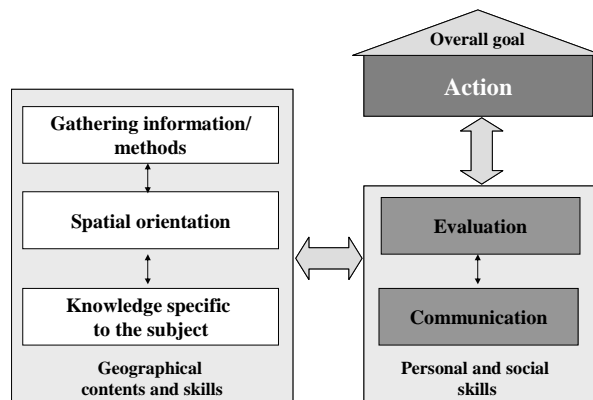 Overall goal
Action
Gathering information/
methods
Spatial orientation
Knowledge specific
to the subject
Geographical
contents and skills
Evaluation
Communication
Personal and social
skills